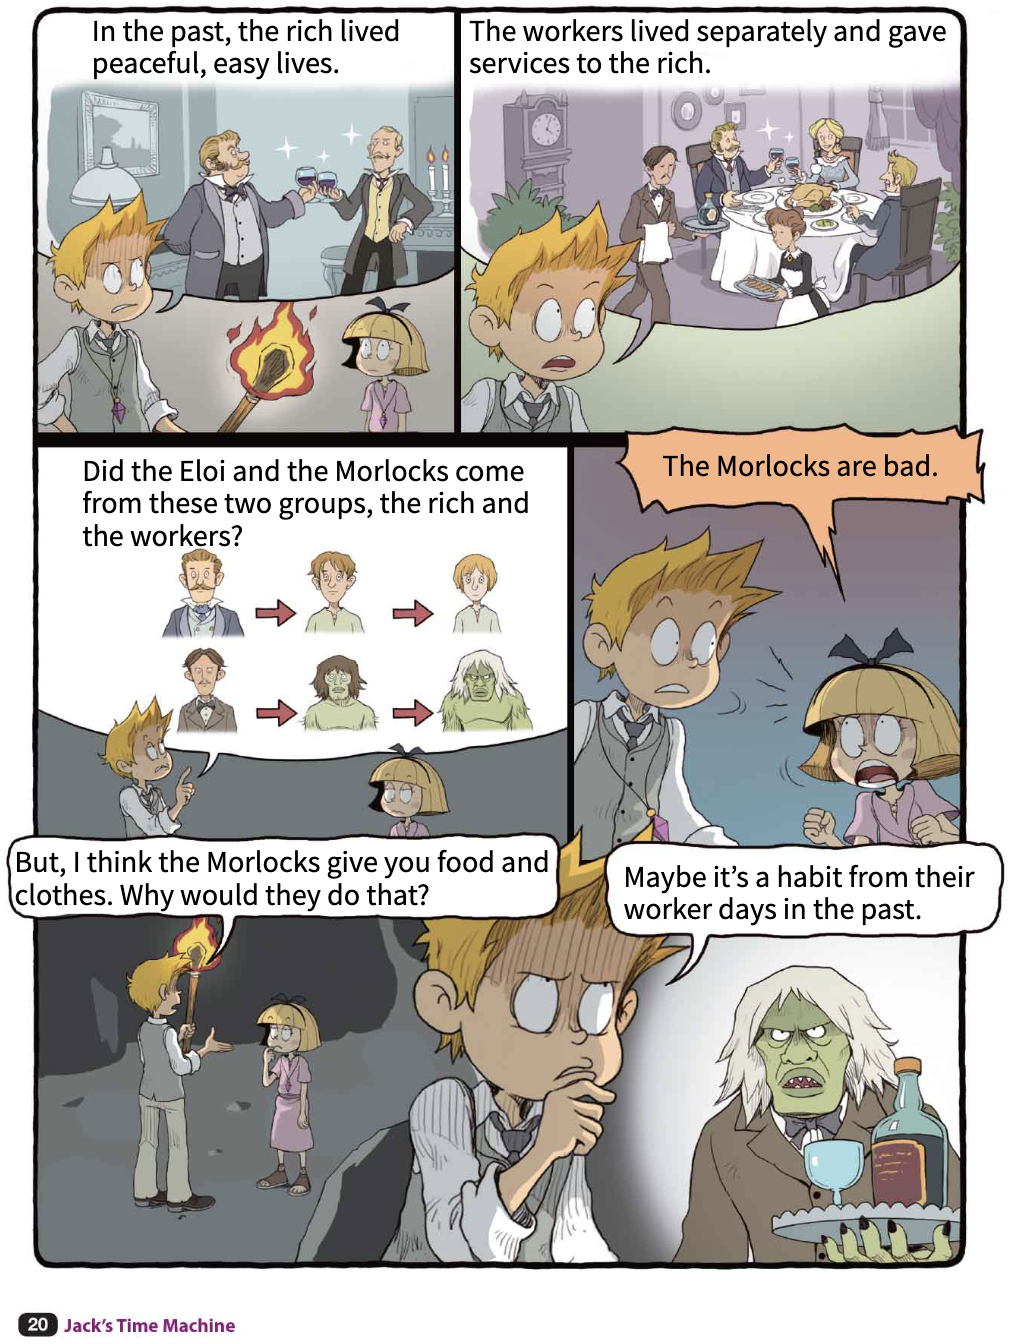 In the past, the rich lived
peaceful, easy lives.
The workers lived separately and gave
services to the rich.
Did the Eloi and the Morlocks come
from these two groups, the rich and
the workers?
The Morlocks are bad.
But, I think the Morlocks give you food and
clothes. Why would they do that?
Maybe it's a habit from their
worker days in the past.
20 Jack's Time Machine